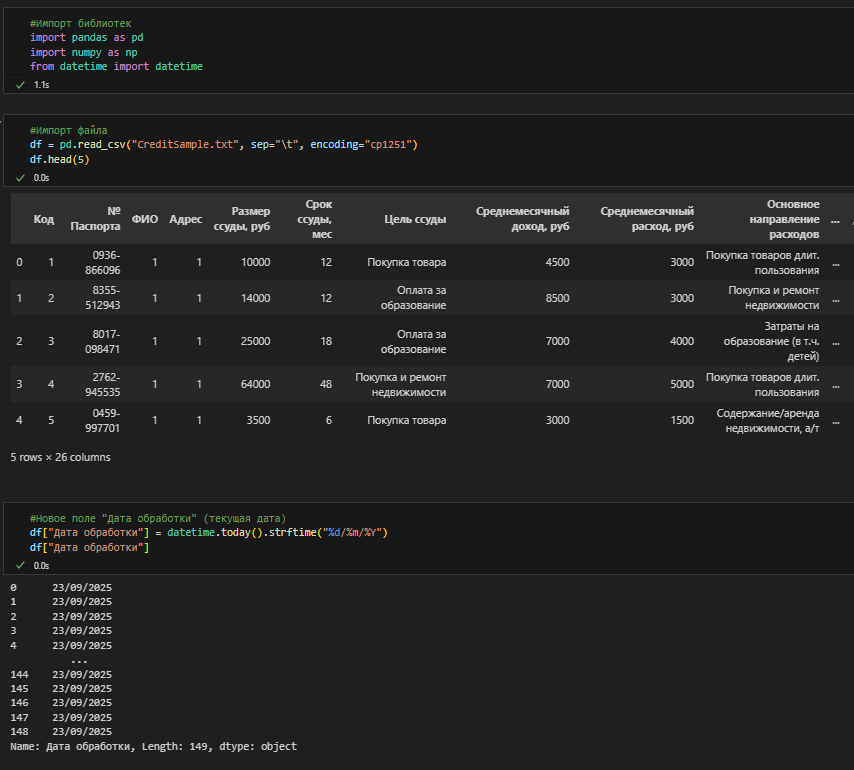 #Импорт библиотек
import pandas as pd
import numpy as np
from datetime import datetime
1.1s
#Импорт файла
df = pd.read_csv("CreditSample.txt", sep="\t", encoding="cp1251")
df.head(5)
0.0s
Код № Паспорта ФИО Адрес Размер ссуды, руб Срок ссуды, мес Цель ссуды Среднемесячный доход, руб Среднемесячный расход, руб Основное направление расходов ...
0 1 0936-866096 1 1 10000 12 Покупка товара 4500 3000 Покупка товаров длит. пользования ...
1 2 8355-512943 1 1 14000 12 Оплата за образование 8500 3000 Покупка и ремонт недвижимости ...
2 3 8017-098471 1 1 25000 18 Оплата за образование 7000 4000 Затраты на образование (в т.ч. детей) ...
3 4 2762-945535 1 1 64000 48 Покупка и ремонт недвижимости 7000 5000 Покупка товаров длит. пользования ...
4 5 0459-997701 1 1 3500 6 Покупка товара 3000 1500 Содержание/аренда недвижимости, а/т ...
5 rows × 26 columns
#Новое поле "Дата обработки" (текущая дата)
df["Дата обработки"] = datetime.today().strftime("%d/%m/%Y")
df["Дата обработки"]
0.0s
0 23/09/2025
1 23/09/2025
2 23/09/2025
3 23/09/2025
4 23/09/2025
...
144 23/09/2025
145 23/09/2025
146 23/09/2025
147 23/09/2025
148 23/09/2025
Name: Дата обработки, Length: 149, dtype: object